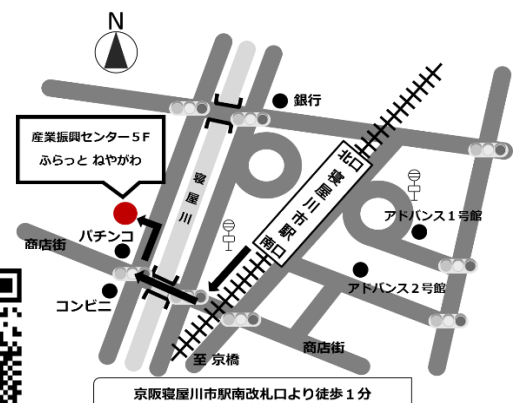 N
銀行
産業振興センター5F
ふらっと ねやがわ
寝屋川
北口
寝屋川市駅
南口
アドバンス1号館
パチンコ
商店街
アドバンス2号館
コンビニ
商店街
至 京橋
京阪寝屋川市駅南改札口より徒歩1分